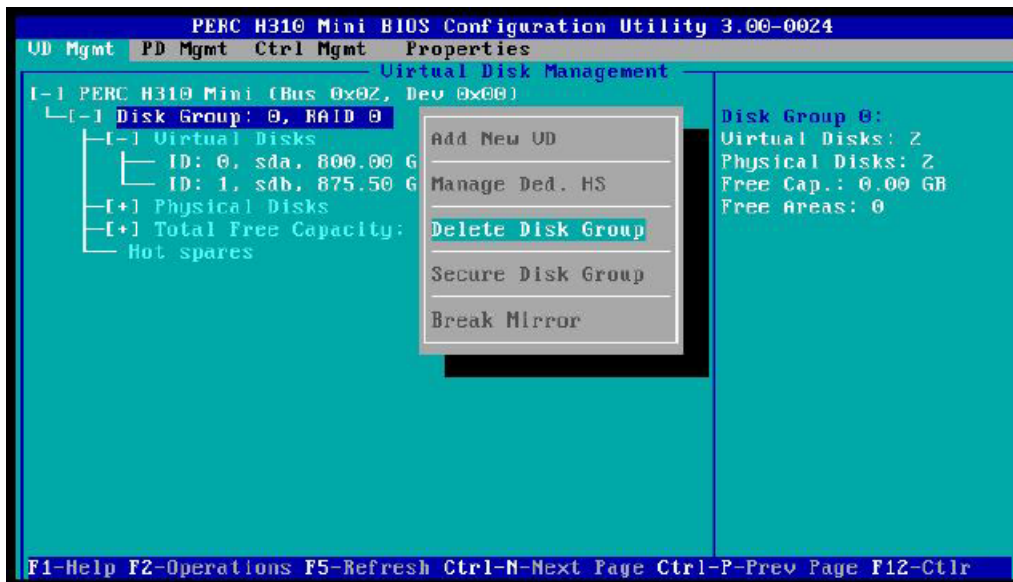 PERC H310 Mini BIOS Configuration Utility 3.00-0024
VD Mgmt PD Mgmt Ctrl Mgmt Properties
Virtual Disk Management
[-] PERC H310 Mini (Bus 0x02, Dev 0x00)
[-] Disk Group: 0, RAID 0
[-] Virtual Disks
ID: 0, sda, 800.00 G
ID: 1, sdb, 875.50 G
[+] Physical Disks
[+] Total Free Capacity:
Hot spares
Add New VD
Manage Ded. HS
Delete Disk Group
Secure Disk Group
Break Mirror
Disk Group 0:
Virtual Disks: 2
Physical Disks: 2
Free Cap.: 0.00 GB
Free Areas: 0
F1-Help F2-Operations F5-Refresh Ctrl-N-Next Page Ctrl-P-Prev Page F12-Ctlr